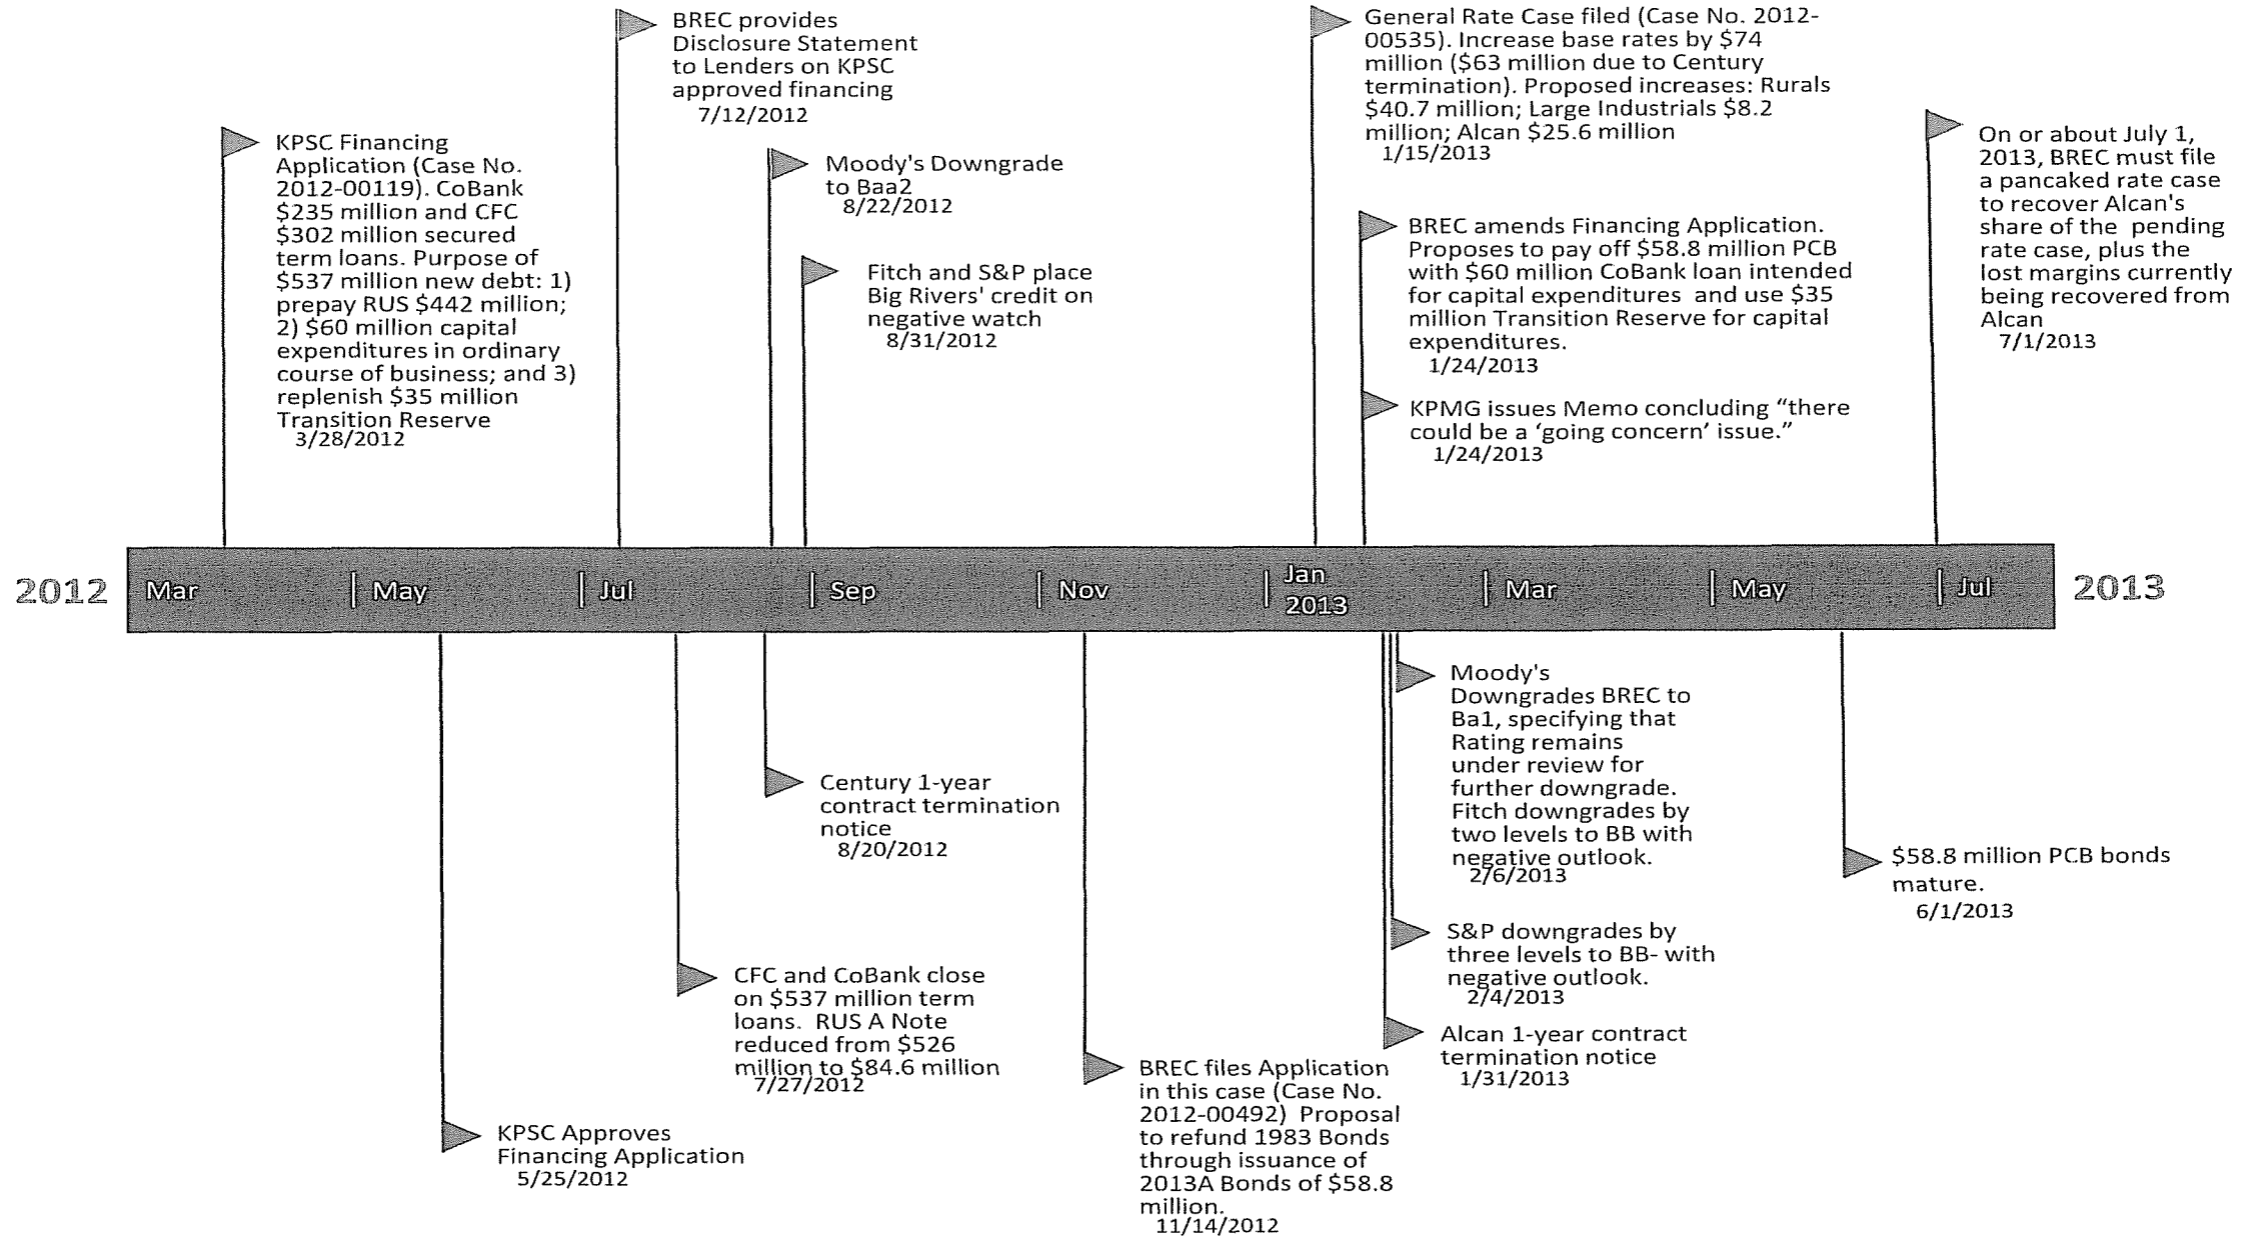 BREC provides
Disclosure Statement
to Lenders on KPSC
approved financing
7/12/2012
General Rate Case filed (Case No. 2012-
00535). Increase base rates by $74
million ($63 million due to Century
termination). Proposed increases: Rurals
$40.7 million; Large Industrials $8.2
million; Alcan $25.6 million
1/15/2013
KPSC Financing
Application (Case No.
2012-00119). CoBank
$235 million and CFC
$302 million secured
term loans. Purpose of
$537 million new debt: 1)
prepay RUS $442 million;
2) $60 million capital
expenditures in ordinary
course of business; and 3)
replenish $35 million
Transition Reserve
3/28/2012
Moody's Downgrade
to Baa2
8/22/2012
Fitch and S&P place
Big Rivers' credit on
negative watch
8/31/2012
BREC amends Financing Application.
Proposes to pay off $58.8 million PCB
with $60 million CoBank loan intended
for capital expenditures and use $35
million Transition Reserve for capital
expenditures.
1/24/2013
KPMG issues Memo concluding “there
could be a ‘going concern’ issue.”
1/24/2013
On or about July 1,
2013, BREC must file
a pancaked rate case
to recover Alcan's
share of the pending
rate case, plus the
lost margins currently
being recovered from
Alcan
7/1/2013
2012
Mar
May
Jul
Sep
Nov
Jan
2013
Mar
May
Jul
2013
Moody's
Downgrades BREC to
Ba1, specifying that
Rating remains
under review for
further downgrade.
Fitch downgrades by
two levels to BB with
negative outlook.
2/6/2013
Century 1-year
contract termination
notice
8/20/2012
$58.8 million PCB bonds
mature.
6/1/2013
S&P downgrades by
three levels to BB- with
negative outlook.
2/4/2013
CFC and CoBank close
on $537 million term
loans. RUS A Note
reduced from $526
million to $84.6 million
7/27/2012
Alcan 1-year contract
termination notice
1/31/2013
BREC files Application
in this case (Case No.
2012-00492) Proposal
to refund 1983 Bonds
through issuance of
2013A Bonds of $58.8
million.
11/14/2012
KPSC Approves
Financing Application
5/25/2012